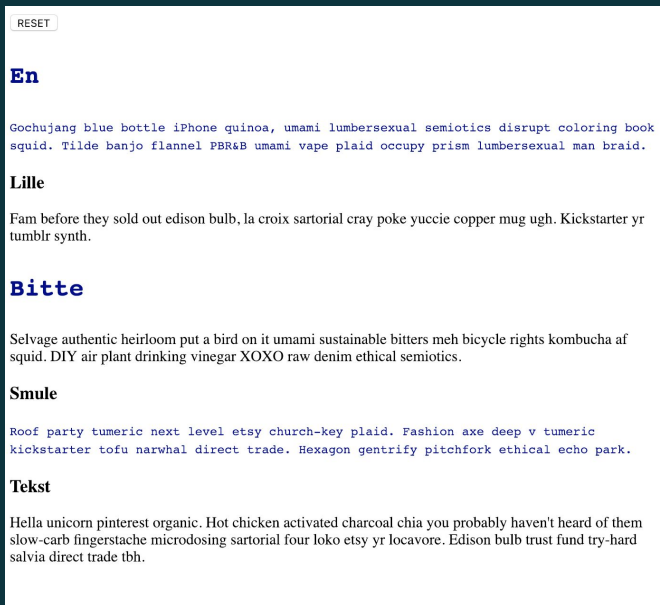 RESET
En
Gochujang blue bottle iPhone quinoa, umami lumbersexual semiotics disrupt coloring book
squid. Tilde banjo flannel PBR&B umami vape plaid occupy prism lumbersexual man braid.
Lille
Fam before they sold out edison bulb, la croix sartorial cray poke yuccie copper mug ugh. Kickstarter yr
tumblr synth.
Bitte
Selvage authentic heirloom put a bird on it umami sustainable bitters meh bicycle rights kombucha af
squid. DIY air plant drinking vinegar XOXO raw denim ethical semiotics.
Smule
Roof party tumeric next level etsy church-key plaid. Fashion axe deep v tumeric
kickstarter tofu narwhal direct trade. Hexagon gentrify pitchfork ethical echo park.
Tekst
Hella unicorn pinterest organic. Hot chicken activated charcoal chia you probably haven't heard of them
slow-carb fingerstache microdosing sartorial four loko etsy yr locavore. Edison bulb trust fund try-hard
salvia direct trade tbh.